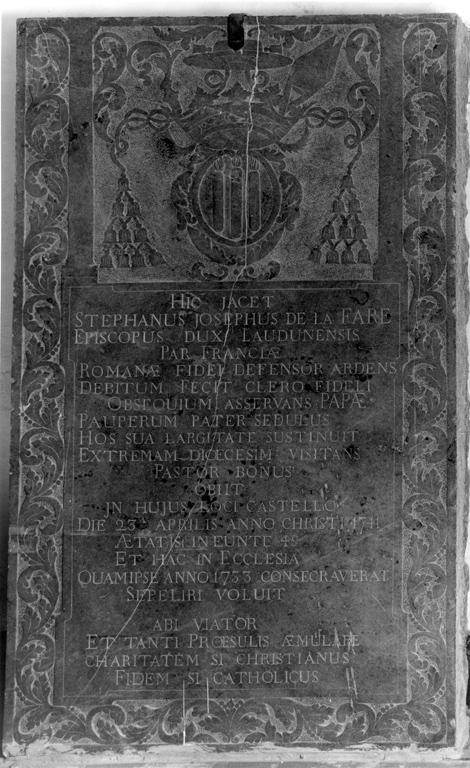 HIC JACET
STEPHANUS JOSEPHUS DE LA FARE
EPISCOPUS DUX LAUDUNENSIS
PAR FRANCIÆ
ROMANÆ FIDEI DEFENSOR ARDENS
DEBITUM FECIT CLERO FIDELI
OBSEQUIUM ASSERVANS PAPÆ
PAUPERUM PATER SEDULUS
HOS SUA LARGITATE SUSTINUIT
EXTREMAM DIŒCESIM VISITANS
PASTOR BONUS
OBIIT
JN HUJUS LOCI CASTELLO
DIE 23ª APRILIS ANNO CHRISTI 1741
ÆTATIS INEUNTE
ET HAC IN ECCLESIA
QUAM IPSE ANNO 1733 CONSECRAVERAT
SEPELIRI VOLUIT
ABI VIATOR
ET TANTI PRŒSULIS ÆMULARE
CHARITATEM SI CHRISTIANUS
FIDEM SI CATHOLICUS